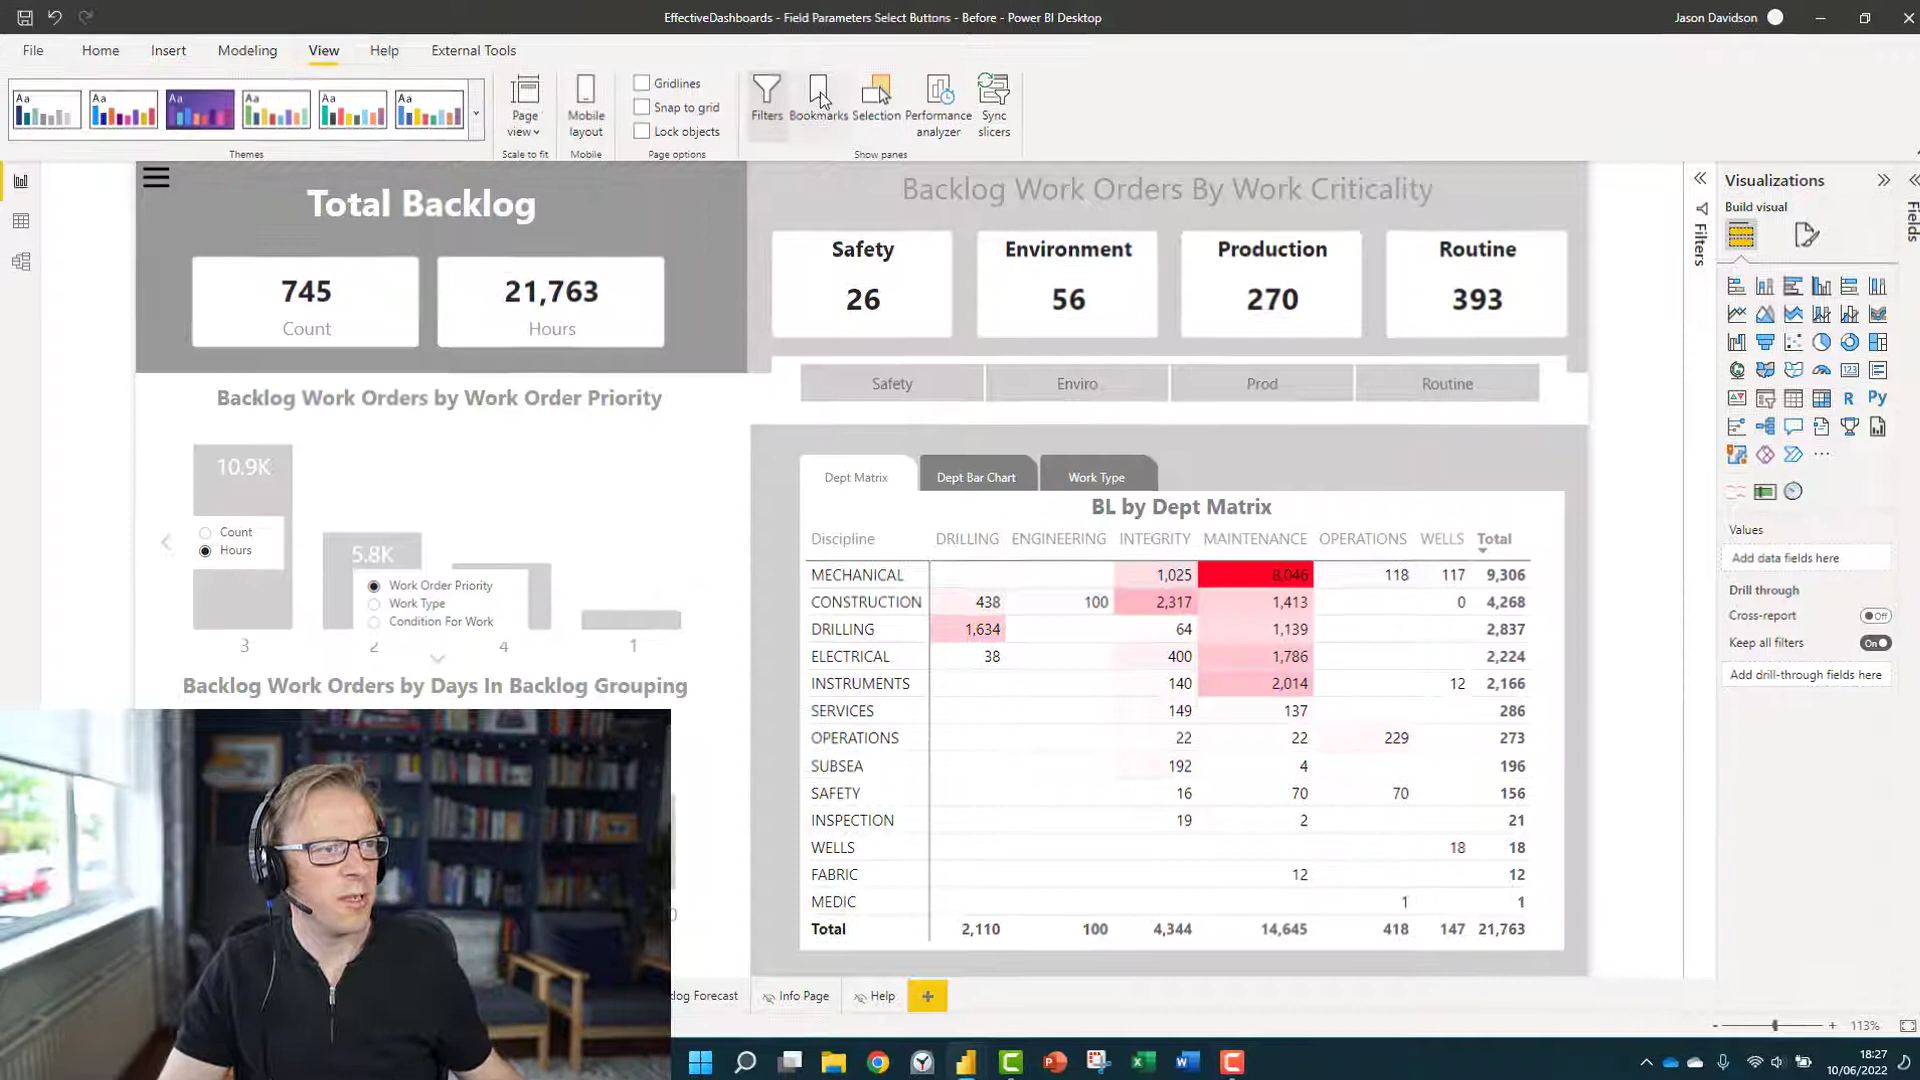 EffectiveDashboards - Field Parameters Select Buttons - Before - Power BI Desktop
Jason Davidson
File Home Insert Modeling View Help External Tools
Aa Aa Aa Aa Aa Aa
Themes
Page view
Scale to fit
Mobile layout
Mobile
Gridlines
Snap to grid
Lock objects
Page options
Filters
Bookmarks
Selection
Performance analyzer
Sync slicers
Show panes
Total Backlog
745
Count
21,763
Hours
Backlog Work Orders By Work Criticality
Safety Environment Production Routine
26 56 270 393
Safety Enviro Prod Routine
Backlog Work Orders by Work Order Priority
10.9K
Count
Hours
5.8K
Work Order Priority
Work Type
Condition For Work
3 2 4 1
Backlog Work Orders by Days In Backlog Grouping
Dept Matrix Dept Bar Chart Work Type
BL by Dept Matrix
Discipline DRILLING ENGINEERING INTEGRITY MAINTENANCE OPERATIONS WELLS Total
MECHANICAL 1,025 8,046 118 117 9,306
CONSTRUCTION 438 100 2,317 1,413 0 4,268
DRILLING 1,634 64 1,139 2,837
ELECTRICAL 38 400 1,786 2,224
INSTRUMENTS 140 2,014 12 2,166
SERVICES 149 137 286
OPERATIONS 22 22 229 273
SUBSEA 192 4 196
SAFETY 16 70 70 156
INSPECTION 19 2 21
WELLS 18 18
FABRIC 12 12
MEDIC 1 1
Total 2,110 100 4,344 14,645 418 147 21,763
Filters
Visualizations
Build visual
Fields
R Py
123
Values
Add data fields here
Drill through
Cross-report Off
Keep all filters On
Add drill-through fields here
log Forecast Info Page Help +
- + 113%
18:27
10/06/2022